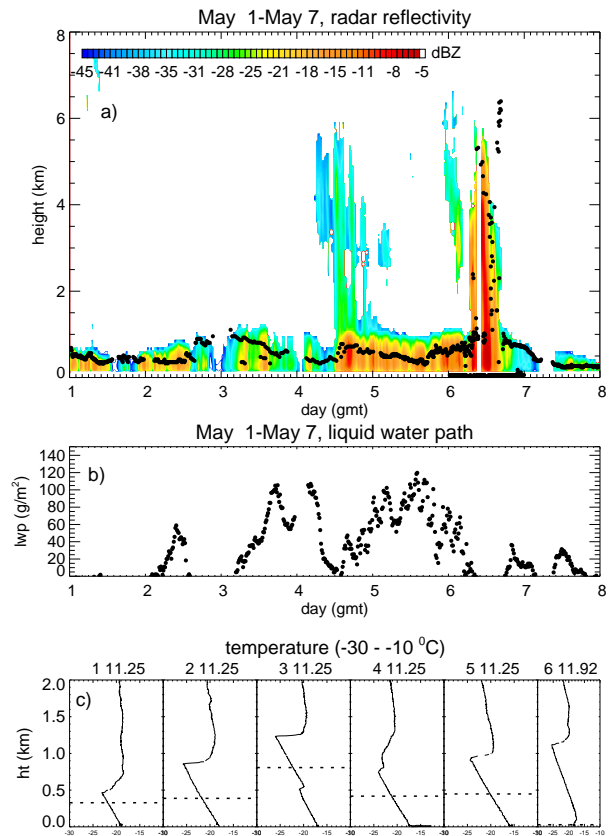 May 1-May 7, radar reflectivity
8
6
4
2
0
height (km)
dBZ
-45 -41 -38 -35 -31 -28 -25 -21 -18 -15 -11 -8 -5
a)
1 2 3 4 5 6 7 8
day (gmt)
May 1-May 7, liquid water path
140
120
100
80
60
40
20
0
lwp (g/m²)
b)
1 2 3 4 5 6 7 8
day (gmt)
temperature (-30 - -10 ⁰C)
1 11.25 2 11.25 3 11.25 4 11.25 5 11.25 6 11.92
2.0
1.5
1.0
0.5
0.0
ht (km)
c)
-30 -25 -20 -15 -30 -25 -20 -15 -30 -25 -20 -15 -30 -25 -20 -15 -30 -25 -20 -15 -30 -25 -20 -15 -10